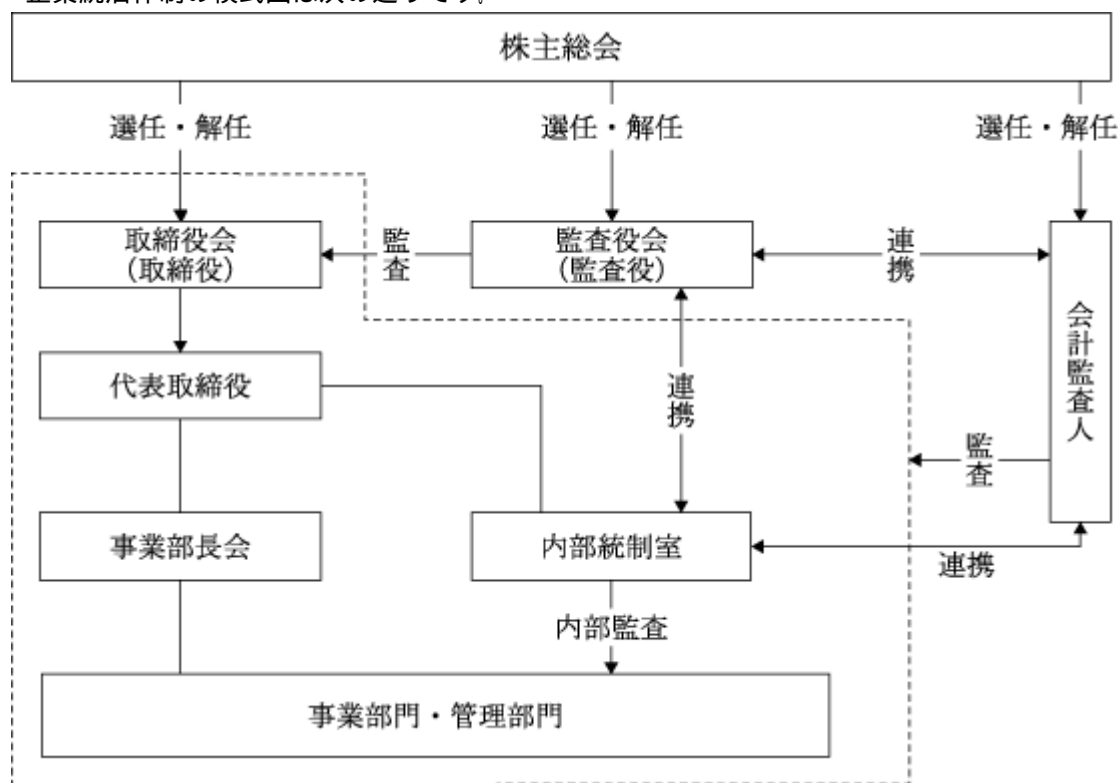 企業統治体制の模式図は次の通りです。
株主総会
選任・解任
選任・解任
選任・解任
取締役会
（取締役）
監査
監査役会
（監査役）
連携
会計監査人
代表取締役
連携
監査
事業部長会
内部統制室
連携
内部監査
事業部門・管理部門